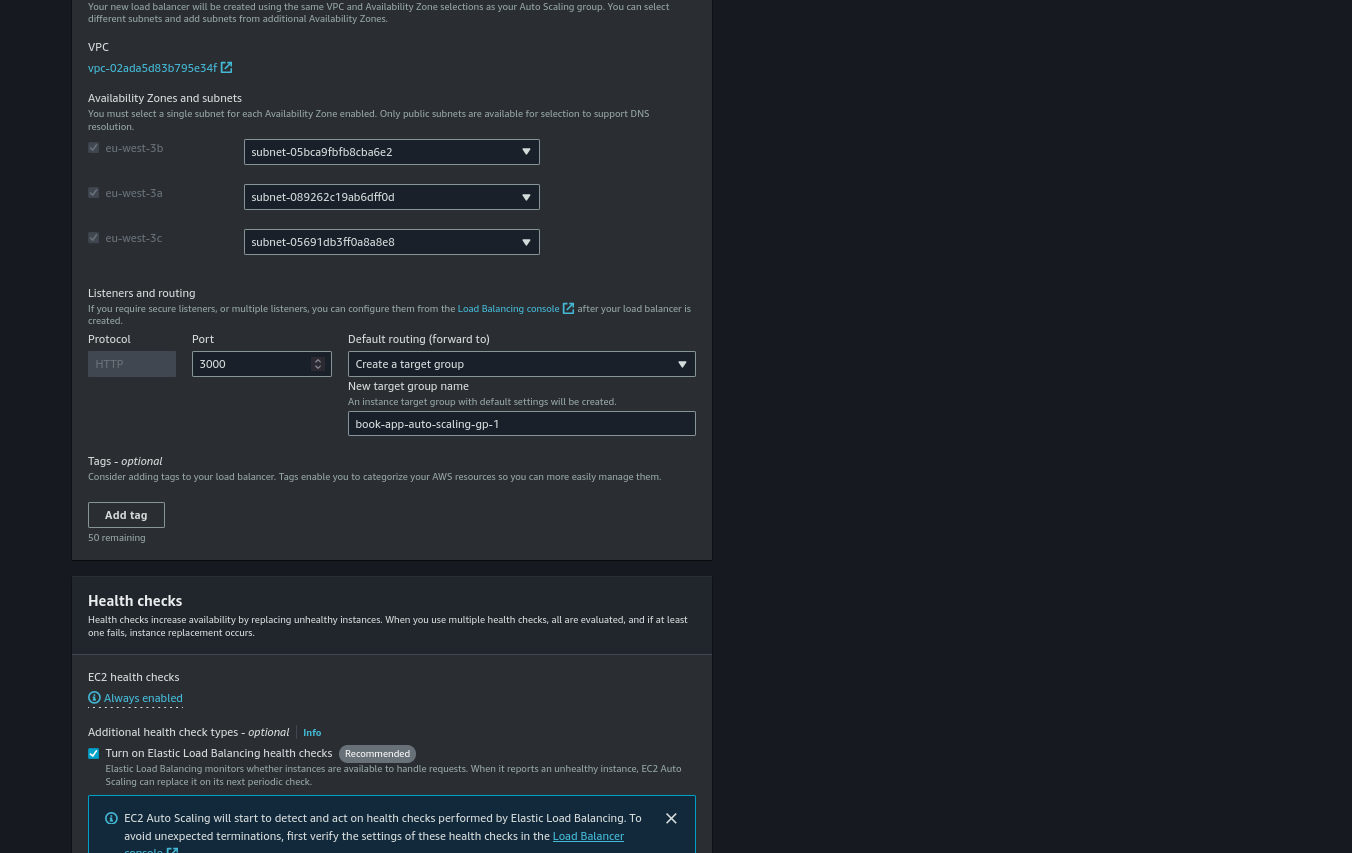 Your new load balancer will be created using the same VPC and Availability Zone selections as your Auto Scaling group. You can select
different subnets and add subnets from additional Availability Zones.
VPC
vpc-02ada5d83b795e34f
Availability Zones and subnets
You must select a single subnet for each Availability Zone enabled. Only public subnets are available for selection to support DNS
resolution.
eu-west-3b
subnet-05bca9fbfb8cba6e2
eu-west-3a
subnet-089262c19ab6dff0d
eu-west-3c
subnet-05691db3ff0a8a8e8
Listeners and routing
If you require secure listeners, or multiple listeners, you can configure them from the Load Balancing console after your load balancer is
created.
Protocol Port Default routing (forward to)
HTTP 3000 Create a target group
New target group name
An instance target group with default settings will be created.
book-app-auto-scaling-gp-1
Tags - optional
Consider adding tags to your load balancer. Tags enable you to categorize your AWS resources so you can more easily manage them.
Add tag
50 remaining
Health checks
Health checks increase availability by replacing unhealthy instances. When you use multiple health checks, all are evaluated, and if at least
one fails, instance replacement occurs.
EC2 health checks
Always enabled
Additional health check types - optional Info
Turn on Elastic Load Balancing health checks Recommended
Elastic Load Balancing monitors whether instances are available to handle requests. When it reports an unhealthy instance, EC2 Auto
Scaling can replace it on its next periodic check.
EC2 Auto Scaling will start to detect and act on health checks performed by Elastic Load Balancing. To
avoid unexpected terminations, first verify the settings of these health checks in the Load Balancer
console